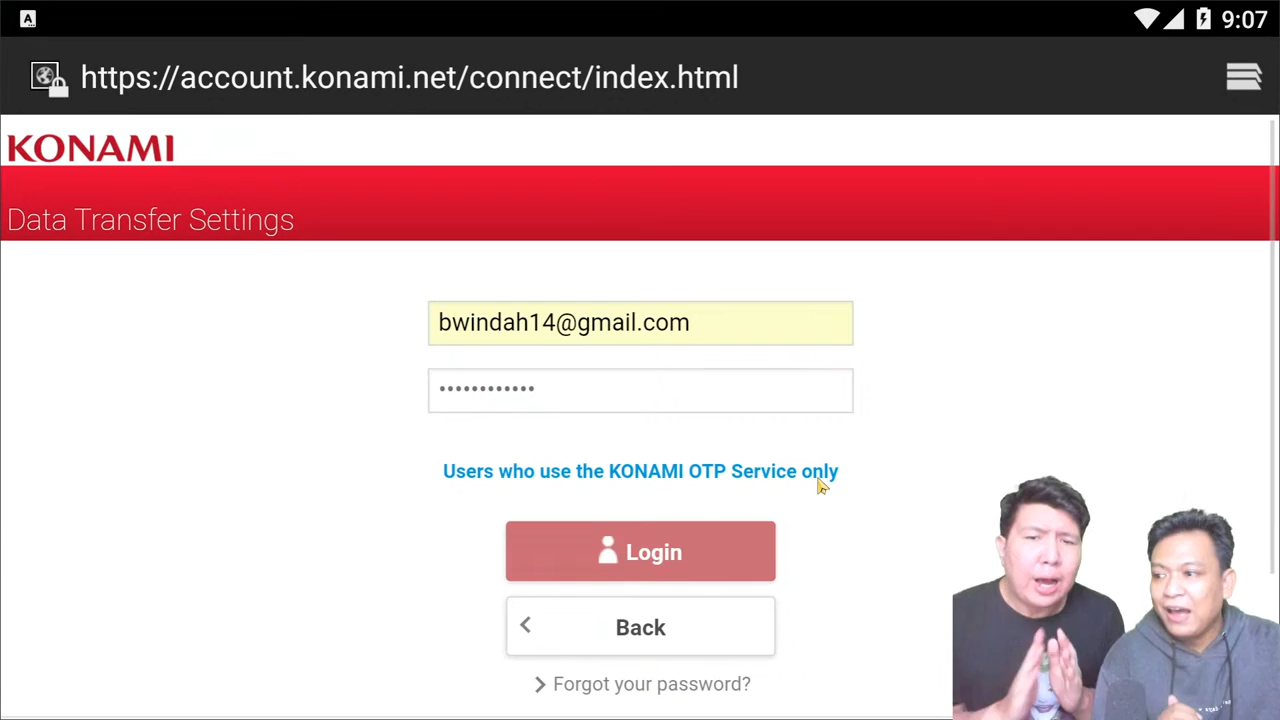 A
9:07
https://account.konami.net/connect/index.html
KONAMI
Data Transfer Settings
bwindah14@gmail.com
••••••••••••
Users who use the KONAMI OTP Service only
Login
Back
Forgot your password?